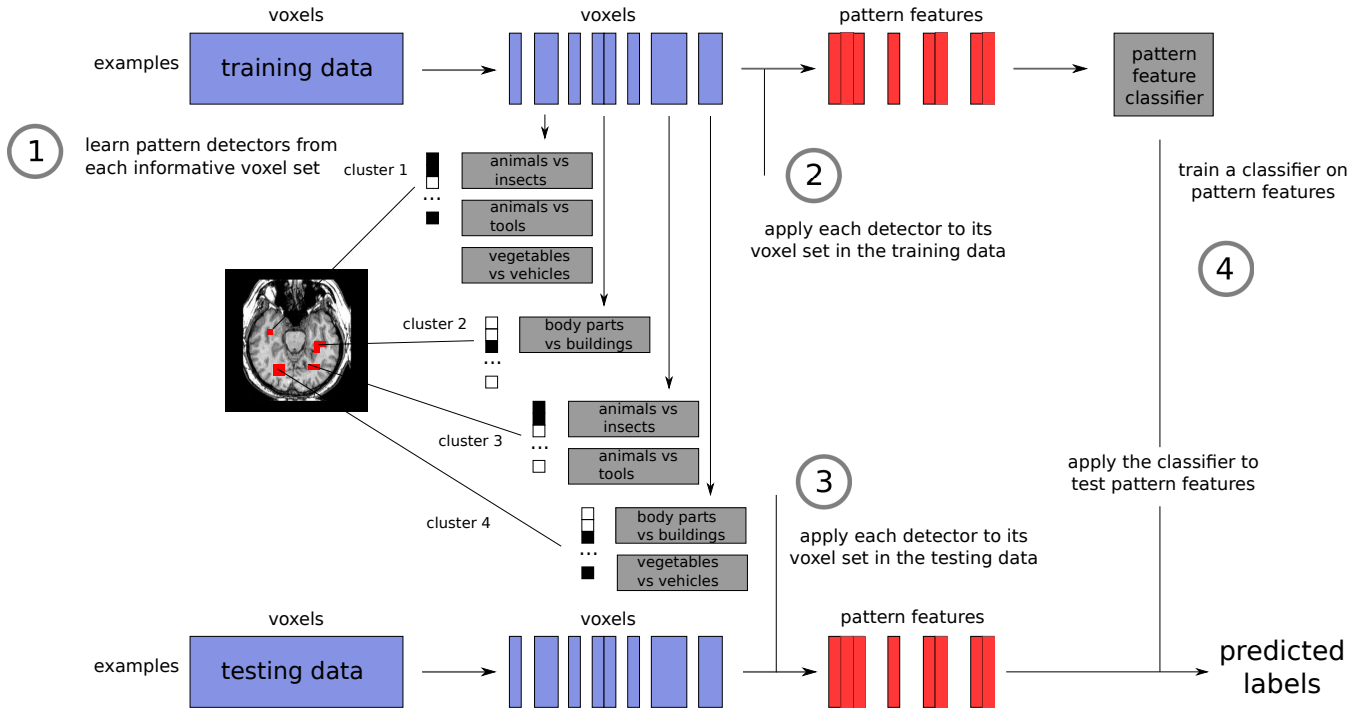 voxels
voxels
pattern features
examples
training data
pattern
feature
classifier
1
learn pattern detectors from
each informative voxel set
cluster 1
animals vs
insects
...
animals vs
tools
vegetables
vs vehicles
2
apply each detector to its
voxel set in the training data
train a classifier on
pattern features
4
cluster 2
body parts
vs buildings
...
cluster 3
animals vs
insects
...
animals vs
tools
apply the classifier to
test pattern features
3
cluster 4
body parts
vs buildings
...
vegetables
vs vehicles
apply each detector to its
voxel set in the testing data
voxels
voxels
pattern features
examples
testing data
predicted
labels